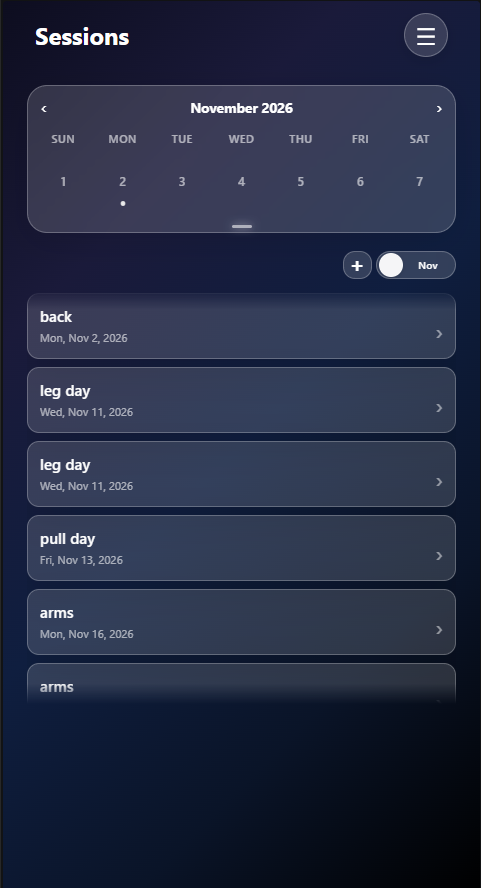 Sessions
‹ November 2026 ›
SUN MON TUE WED THU FRI SAT
1 2 3 4 5 6 7
+ Nov
back
Mon, Nov 2, 2026
leg day
Wed, Nov 11, 2026
leg day
Wed, Nov 11, 2026
pull day
Fri, Nov 13, 2026
arms
Mon, Nov 16, 2026
arms